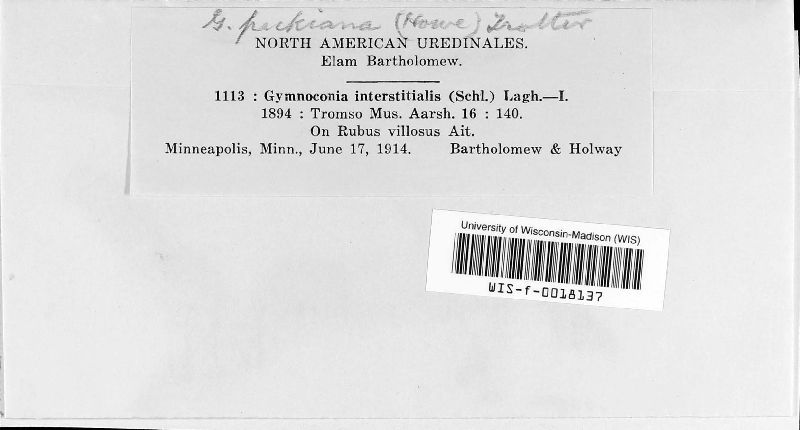 G. peckiana (Howe) Trotter
NORTH AMERICAN UREDINALES.
Elam Bartholomew.
1113 : Gymnoconia interstitialis (Schl.) Lagh.—I.
1894 : Tromso Mus. Aarsh. 16 : 140.
On Rubus villosus Ait.
Minneapolis, Minn., June 17, 1914. Bartholomew & Holway
University of Wisconsin-Madison (WIS)
WIS-f-0018137